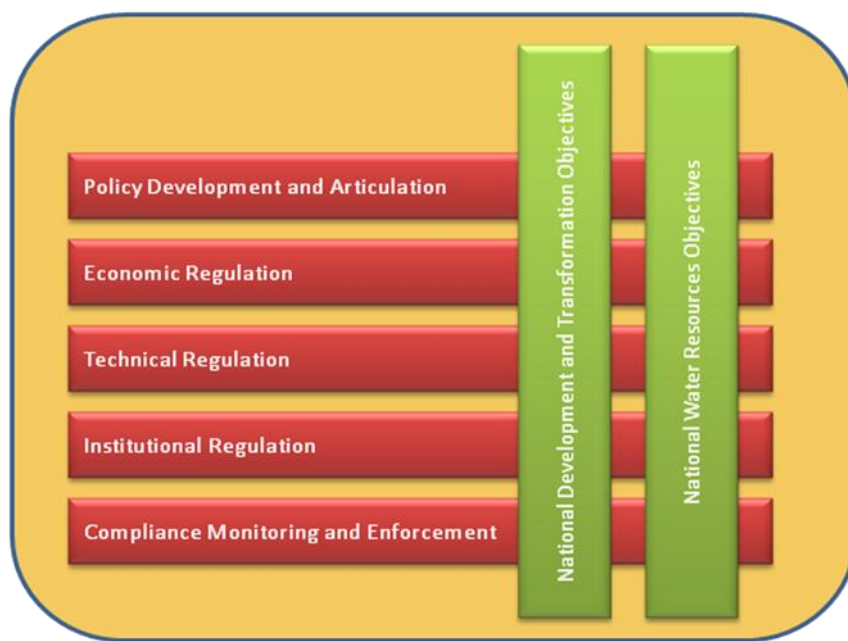 Policy Development and Articulation
Economic Regulation
Technical Regulation
Institutional Regulation
Compliance Monitoring and Enforcement
National Development and Transformation Objectives
National Water Resources Objectives